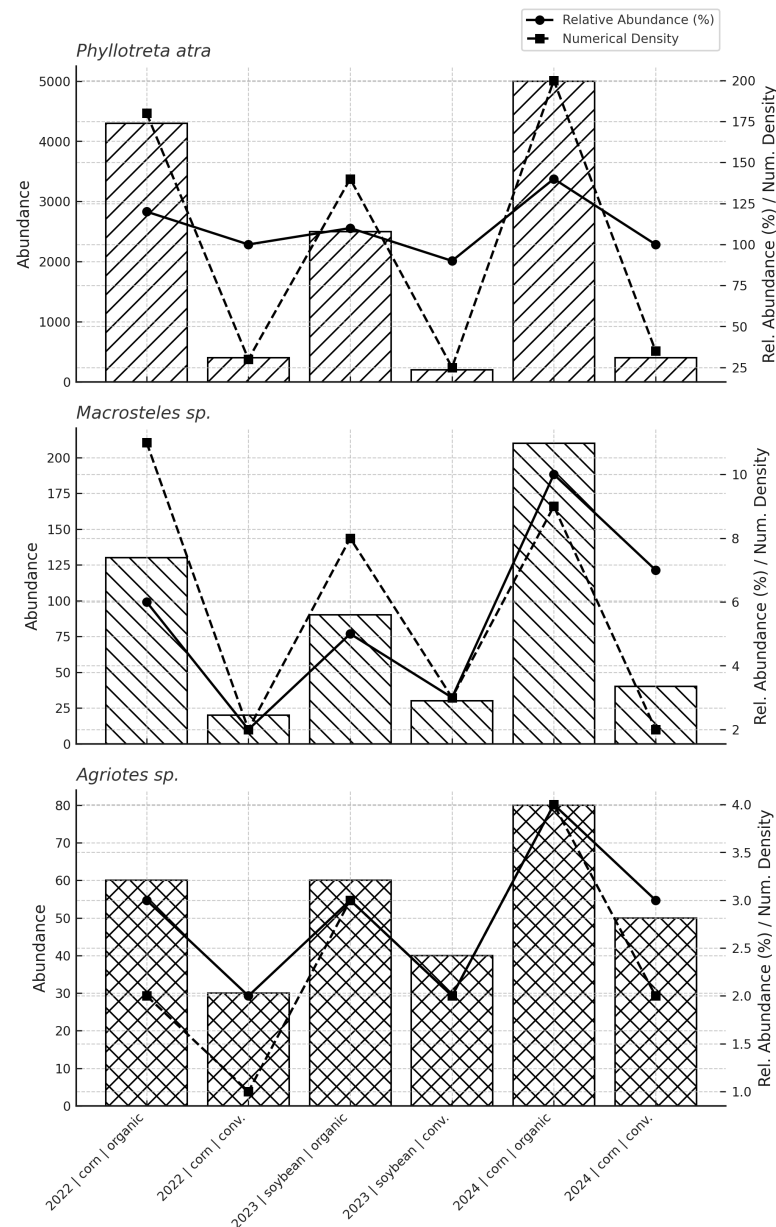 Relative Abundance (%)
Numerical Density
Phyllotreta atra
5000
4000
3000
2000
1000
0
Abundance
200
175
150
125
100
75
50
25
Rel. Abundance (%) / Num. Density
Macrosteles sp.
200
175
150
125
100
75
50
25
0
Abundance
10
8
6
4
2
Rel. Abundance (%) / Num. Density
Agriotes sp.
80
70
60
50
40
30
20
10
0
Abundance
4.0
3.5
3.0
2.5
2.0
1.5
1.0
Rel. Abundance (%) / Num. Density
2022 | corn | organic
2022 | corn | conv.
2023 | soybean | organic
2023 | soybean | conv.
2024 | corn | organic
2024 | corn | conv.